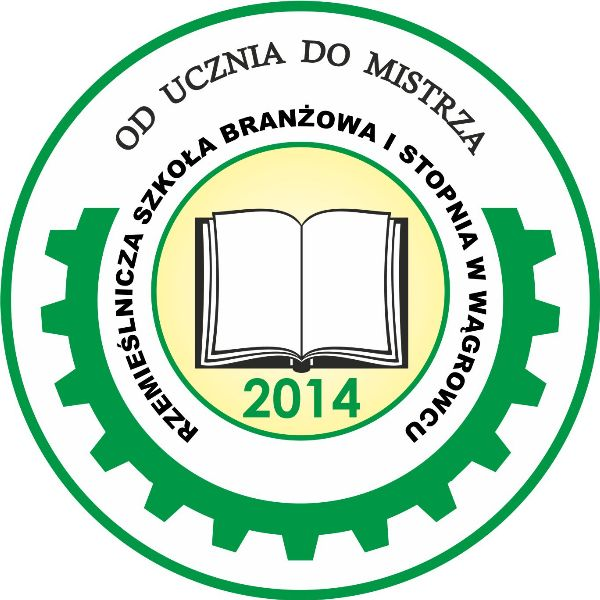 OD UCZNIA DO MISTRZA
RZEMIEŚLNICZA SZKOŁA BRANŻOWA I STOPNIA W WĄGROWCU
2014